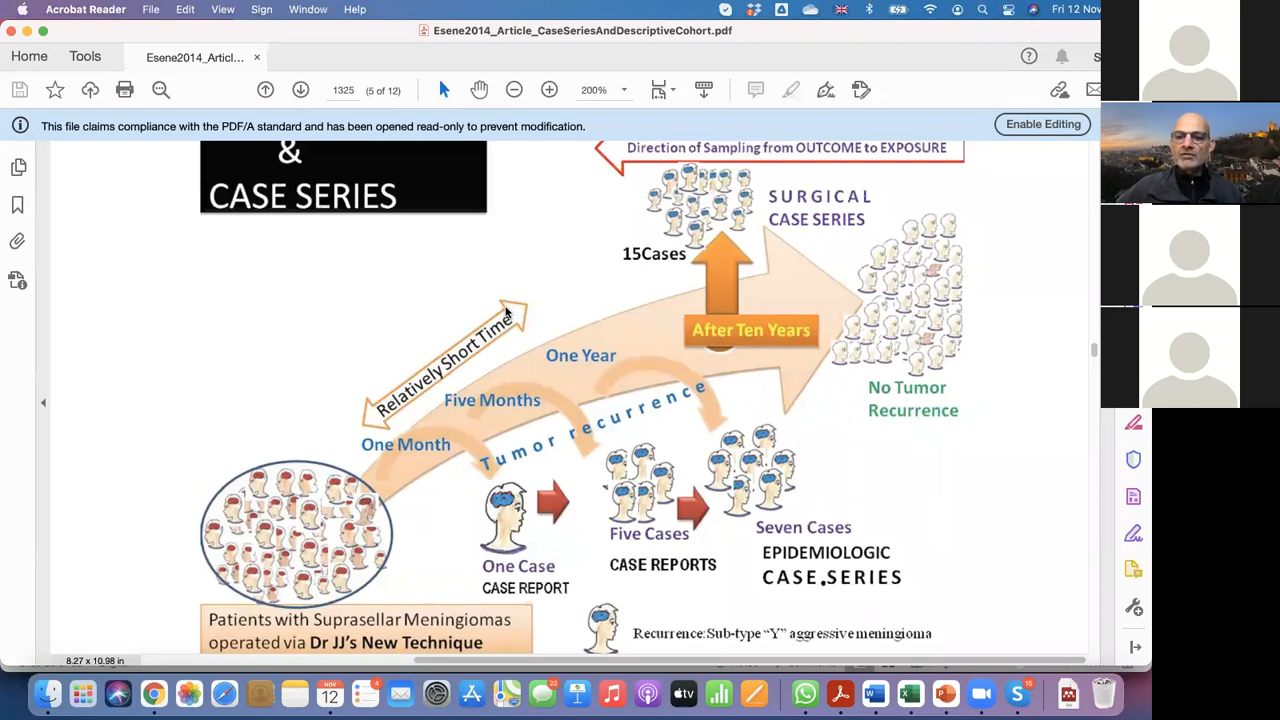 Acrobat Reader File Edit View Sign Window Help Fri 12 Nov
Esene2014_Article_CaseSeriesAndDescriptiveCohort.pdf
Home Tools Esene2014_Articl... ×
1325 (5 of 12) 200%
This file claims compliance with the PDF/A standard and has been opened read-only to prevent modification. Enable Editing
&
CASE SERIES
Direction of Sampling from OUTCOME to EXPOSURE
SURGICAL
CASE SERIES
15Cases
After Ten Years
Relatively Short Time
One Year
Five Months
One Month
Tumor recurrence
No Tumor
Recurrence
One Case
CASE REPORT
Five Cases
CASE REPORTS
Seven Cases
EPIDEMIOLOGIC
CASE SERIES
Patients with Suprasellar Meningiomas
operated via Dr JJ's New Technique
Recurrence:Sub-type “Y” aggressive meningioma
8.27 x 10.98 in
NOV
12
4
22
tv
15